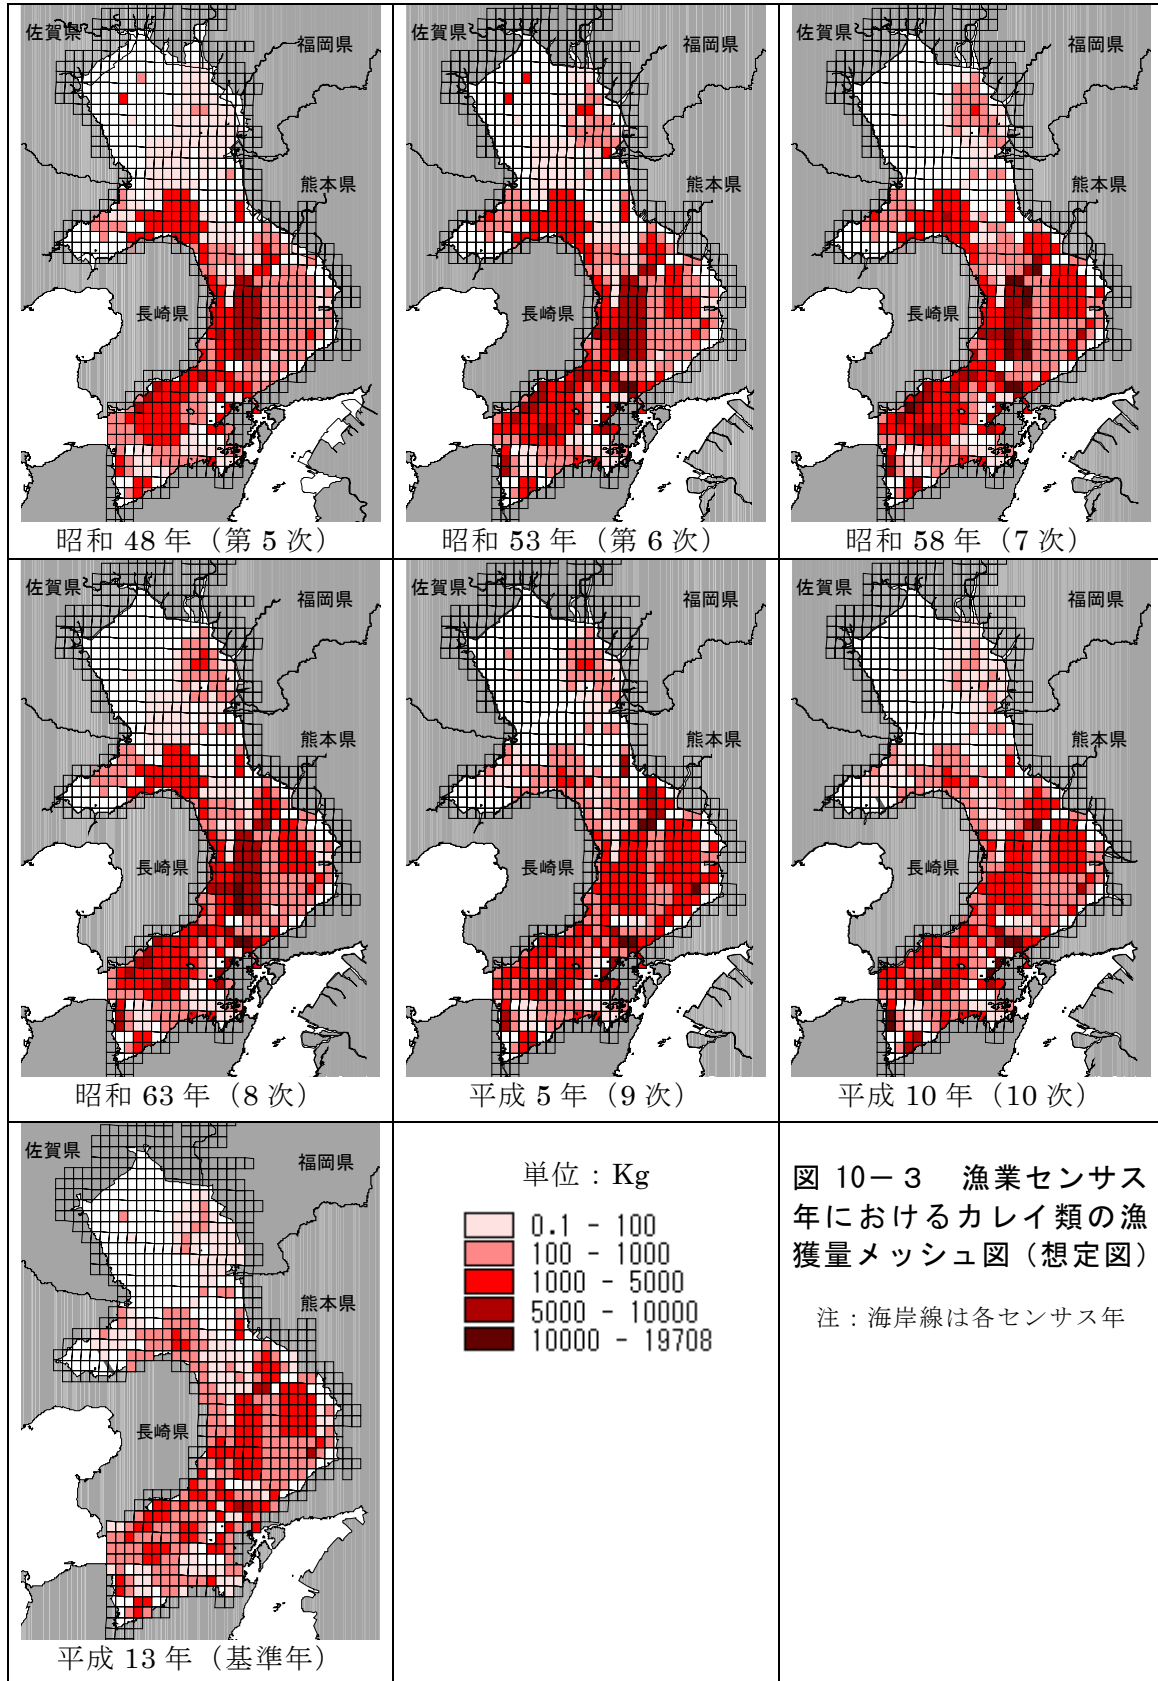 佐賀県
福岡県
熊本県
長崎県
昭和 48 年（第 5 次）
佐賀県
福岡県
熊本県
長崎県
昭和 53 年（第 6 次）
佐賀県
福岡県
熊本県
長崎県
昭和 58 年（7 次）
佐賀県
福岡県
熊本県
長崎県
昭和 63 年（8 次）
佐賀県
福岡県
熊本県
長崎県
平成 5 年（9 次）
佐賀県
福岡県
熊本県
長崎県
平成 10 年（10 次）
佐賀県
福岡県
熊本県
長崎県
平成 13 年（基準年）
単位：Kg
0.1 - 100
100 - 1000
1000 - 5000
5000 - 10000
10000 - 19708
図 10－3　漁業センサス
年におけるカレイ類の漁
獲量メッシュ図（想定図）
注：海岸線は各センサス年